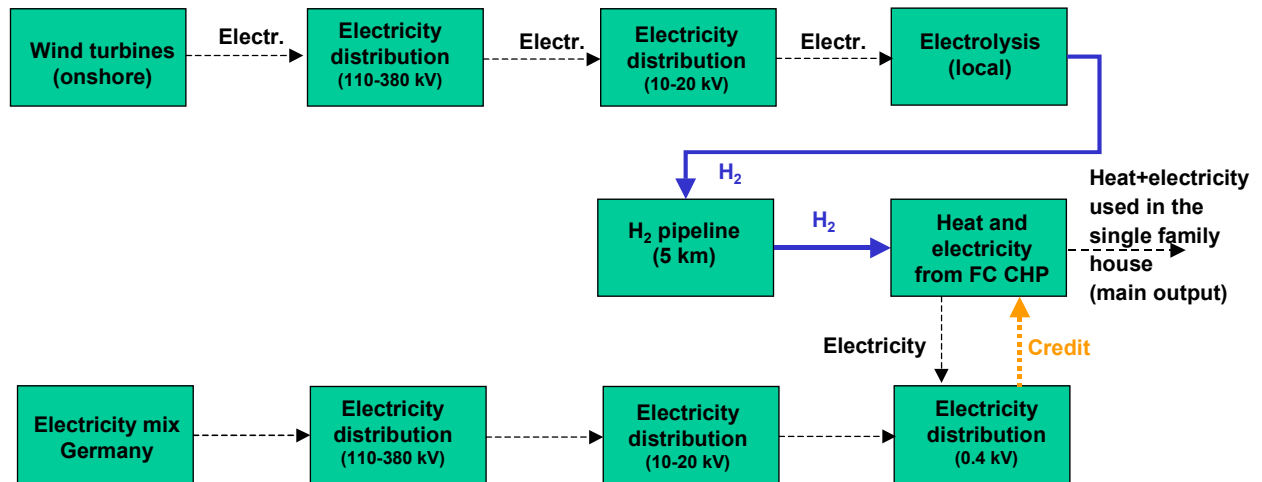 Wind turbines
(onshore)
Electr.
Electricity
distribution
(110-380 kV)
Electr.
Electricity
distribution
(10-20 kV)
Electr.
Electrolysis
(local)
H₂
H₂ pipeline
(5 km)
H₂
Heat and
electricity
from FC CHP
Heat+electricity
used in the
single family
house
(main output)
Electricity
Credit
Electricity mix
Germany
Electricity
distribution
(110-380 kV)
Electricity
distribution
(10-20 kV)
Electricity
distribution
(0.4 kV)